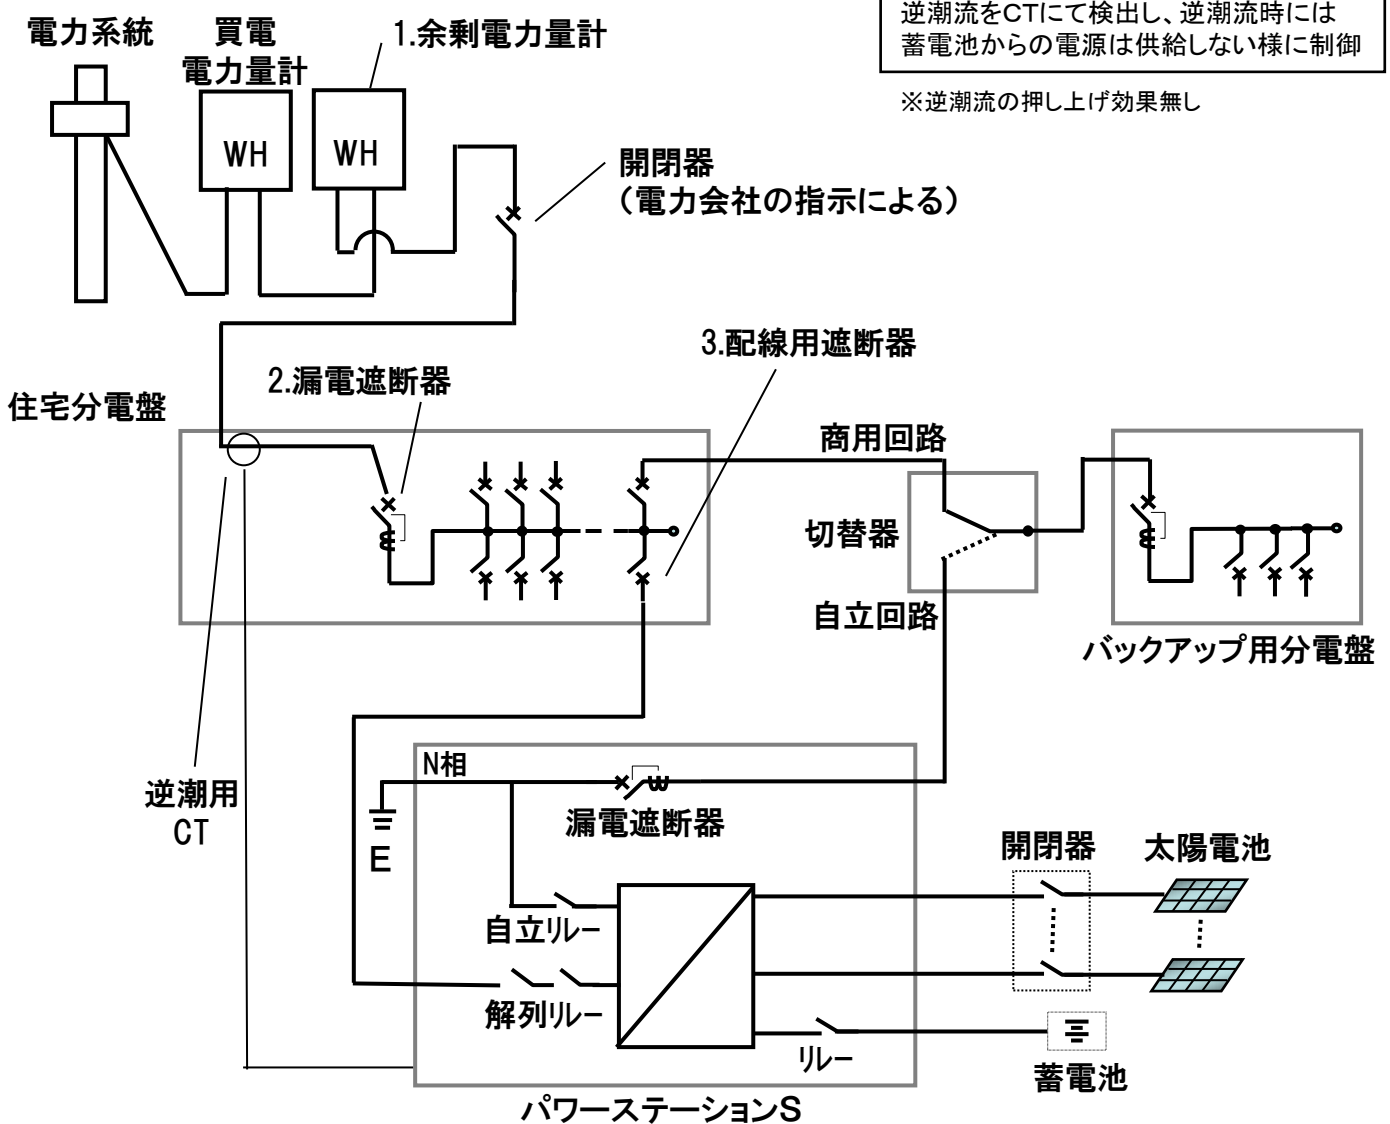 逆潮流をCTにて検出し、逆潮流時には
蓄電池からの電源は供給しない様に制御
※逆潮流の押し上げ効果無し
電力系統
買電
電力量計
1.余剰電力量計
WH
WH
開閉器
（電力会社の指示による）
3.配線用遮断器
2.漏電遮断器
住宅分電盤
商用回路
切替器
自立回路
バックアップ用分電盤
逆潮用
CT
N相
E
漏電遮断器
開閉器
太陽電池
自立リレー
解列リレー
リレー
蓄電池
パワーステーションS